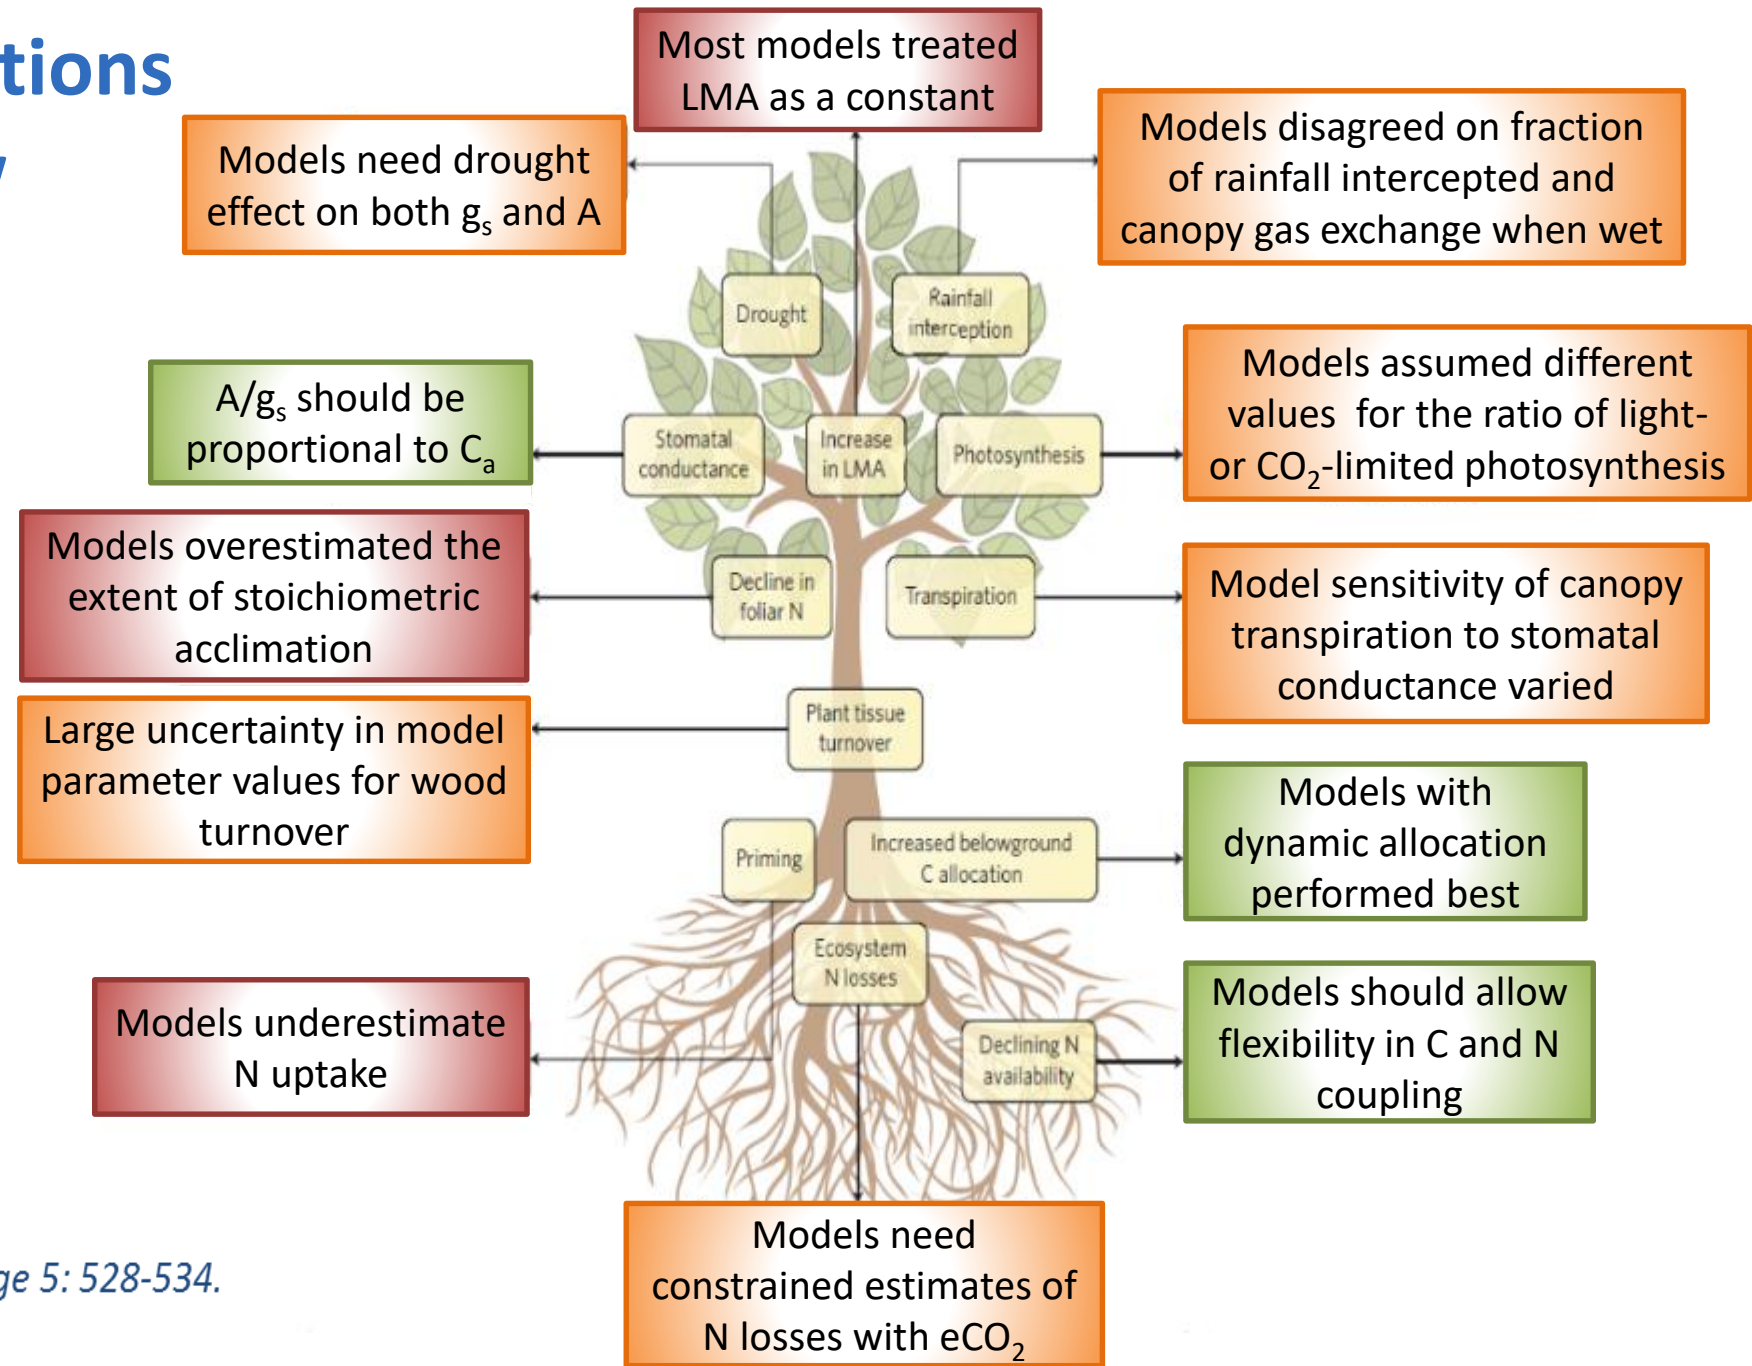 tions
y
Most models treated
LMA as a constant
Models need drought
effect on both gₛ and A
Models disagreed on fraction
of rainfall intercepted and
canopy gas exchange when wet
Drought
Rainfall
interception
A/gₛ should be
proportional to Cₐ
Stomatal
conductance
Increase
in LMA
Photosynthesis
Models assumed different
values for the ratio of light-
or CO₂-limited photosynthesis
Models overestimated the
extent of stoichiometric
acclimation
Decline in
foliar N
Transpiration
Model sensitivity of canopy
transpiration to stomatal
conductance varied
Large uncertainty in model
parameter values for wood
turnover
Plant tissue
turnover
Priming
Increased belowground
C allocation
Models with
dynamic allocation
performed best
Ecosystem
N losses
Models underestimate
N uptake
Declining N
availability
Models should allow
flexibility in C and N
coupling
Models need
constrained estimates of
N losses with eCO₂
ge 5: 528-534.